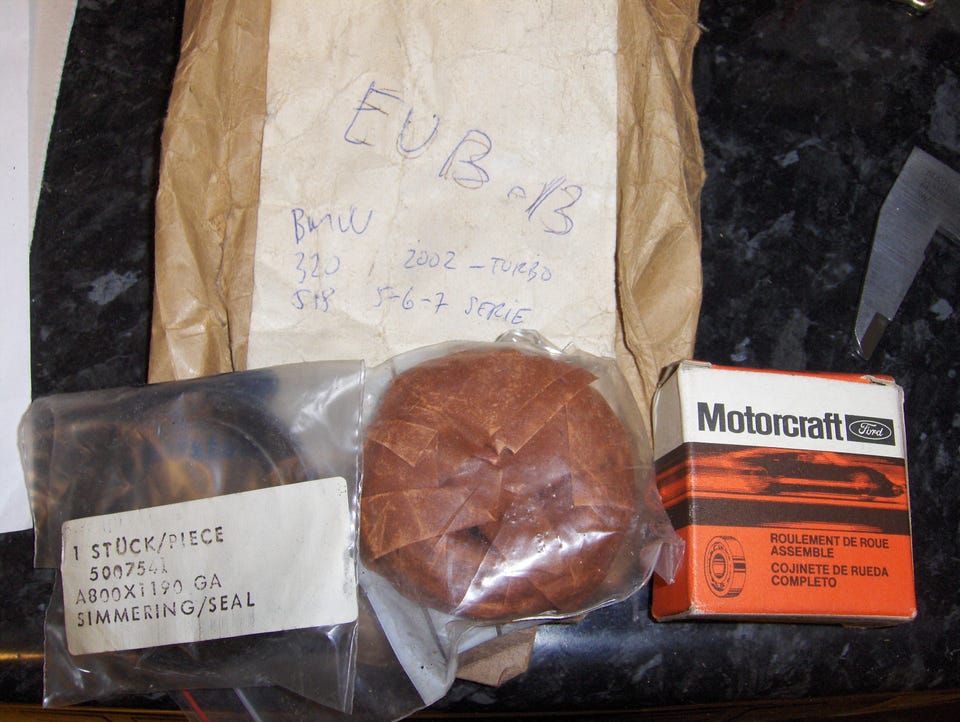 EUB-13
BMW
320 2002 - TURBO
518 5-6-7 SERIE
1 STÜCK/PIECE
5007541
A800X1190 GA
SIMMERING/SEAL
Motorcraft Ford
ROULEMENT DE ROUE
ASSEMBLE
COJINETE DE RUEDA
COMPLETO